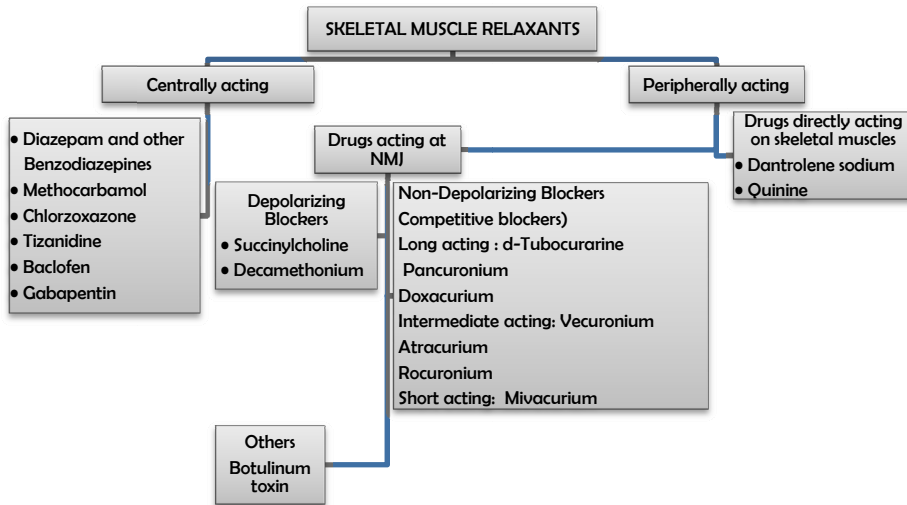 SKELETAL MUSCLE RELAXANTS
Centrally acting
Peripherally acting
• Diazepam and other
Benzodiazepines
• Methocarbamol
• Chlorzoxazone
• Tizanidine
• Baclofen
• Gabapentin
Drugs acting at
NMJ
Drugs directly acting
on skeletal muscles
• Dantrolene sodium
• Quinine
Depolarizing
Blockers
• Succinylcholine
• Decamethonium
Non-Depolarizing Blockers
Competitive blockers)
Long acting : d-Tubocurarine
Pancuronium
Doxacurium
Intermediate acting: Vecuronium
Atracurium
Rocuronium
Short acting: Mivacurium
Others
Botulinum
toxin